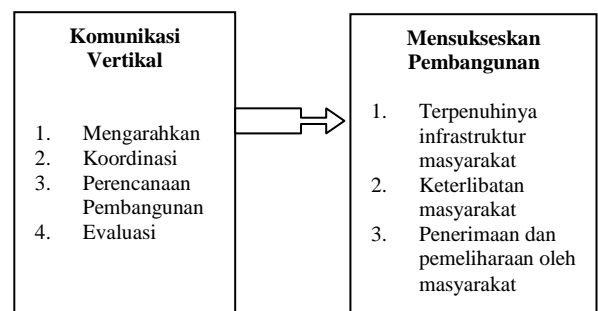 Komunikasi
Vertikal
1. Mengarahkan
2. Koordinasi
3. Perencanaan
Pembangunan
4. Evaluasi
Mensukseskan
Pembangunan
1. Terpenuhinya
infrastruktur
masyarakat
2. Keterlibatan
masyarakat
3. Penerimaan dan
pemeliharaan oleh
masyarakat